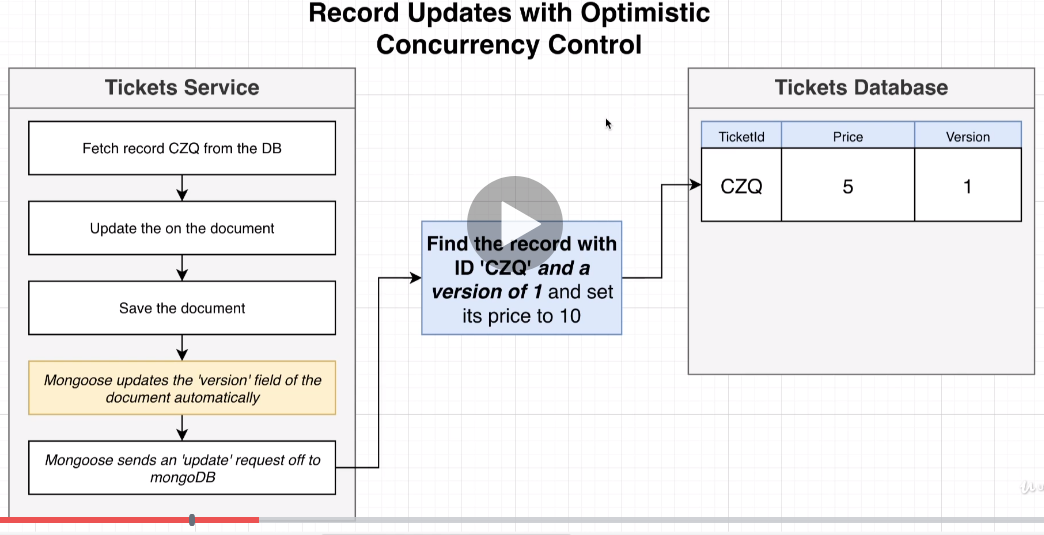 Record Updates with Optimistic
Concurrency Control
Tickets Service
Fetch record CZQ from the DB
Update the on the document
Save the document
Mongoose updates the 'version' field of the
document automatically
Mongoose sends an 'update' request off to
mongoDB
Find the record with
ID 'CZQ' and a
version of 1 and set
its price to 10
Tickets Database
TicketId Price Version
CZQ 5 1